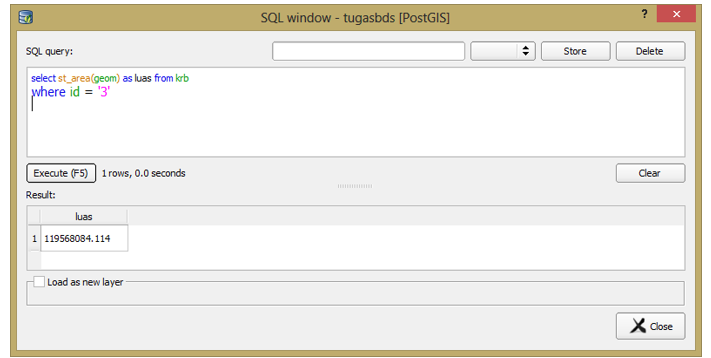 SQL window - tugasbds [PostGIS]
? ×
SQL query:
Store
Delete
select st_area(geom) as luas from krb
where id = '3'
Execute (F5)
1 rows, 0.0 seconds
Clear
Result:
luas
1 119568084.114
Load as new layer
Close